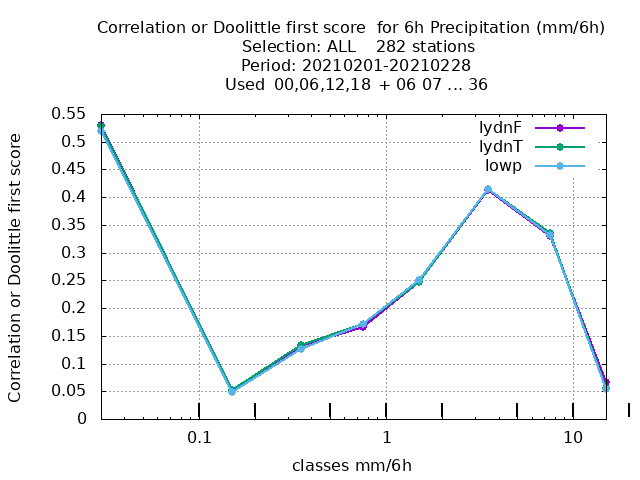 Correlation or Doolittle first score  for 6h Precipitation (mm/6h)
Selection: ALL    282 stations
Period: 20210201-20210228
Used  00,06,12,18  + 06 07 ... 36
Correlation or Doolittle first score
0.55
0.5
0.45
0.4
0.35
0.3
0.25
0.2
0.15
0.1
0.05
0
lydnF
lydnT
lowp
0.1
1
10
classes mm/6h